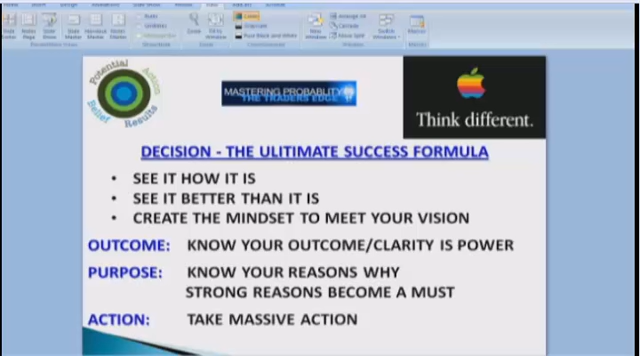 Potential
Action
Belief
Results
MASTERING PROBABLITY
THE TRADERS EDGE
Think different.
DECISION - THE ULITIMATE SUCCESS FORMULA
• SEE IT HOW IT IS
• SEE IT BETTER THAN IT IS
• CREATE THE MINDSET TO MEET YOUR VISION
OUTCOME: KNOW YOUR OUTCOME/CLARITY IS POWER
PURPOSE: KNOW YOUR REASONS WHY
STRONG REASONS BECOME A MUST
ACTION: TAKE MASSIVE ACTION